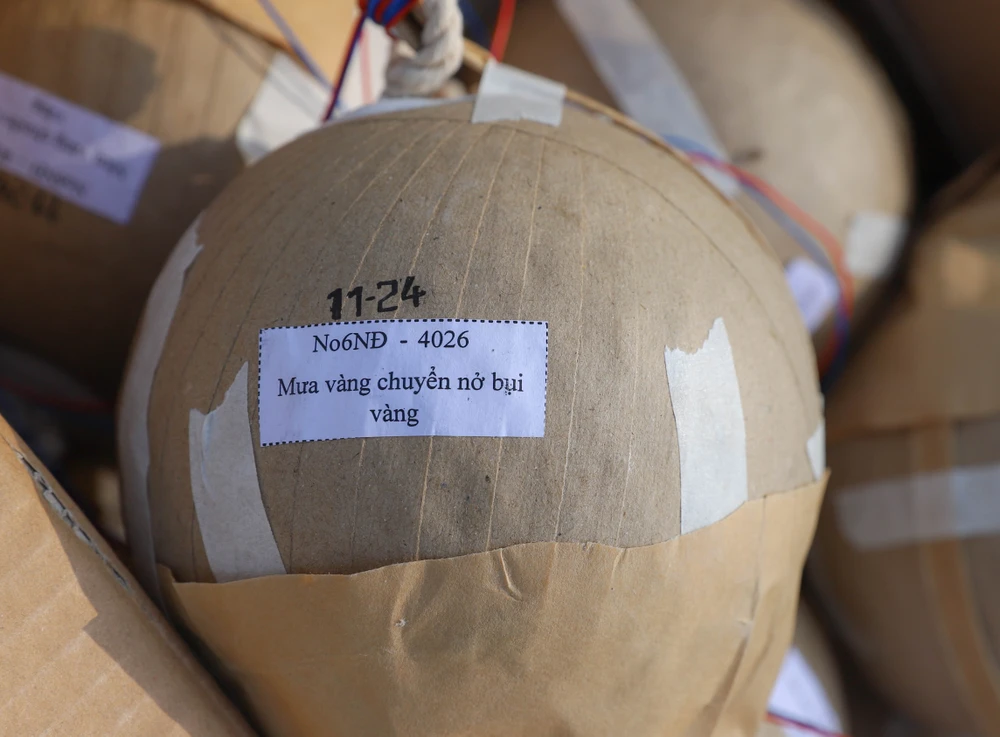 11-24
No6NĐ - 4026
Mưa vàng chuyển nở bụi
vàng